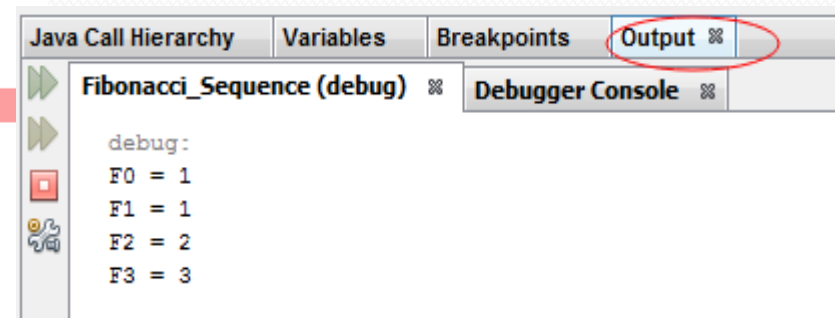 Java Call Hierarchy Variables Breakpoints Output
Fibonacci_Sequence (debug) Debugger Console
debug:
F0 = 1
F1 = 1
F2 = 2
F3 = 3